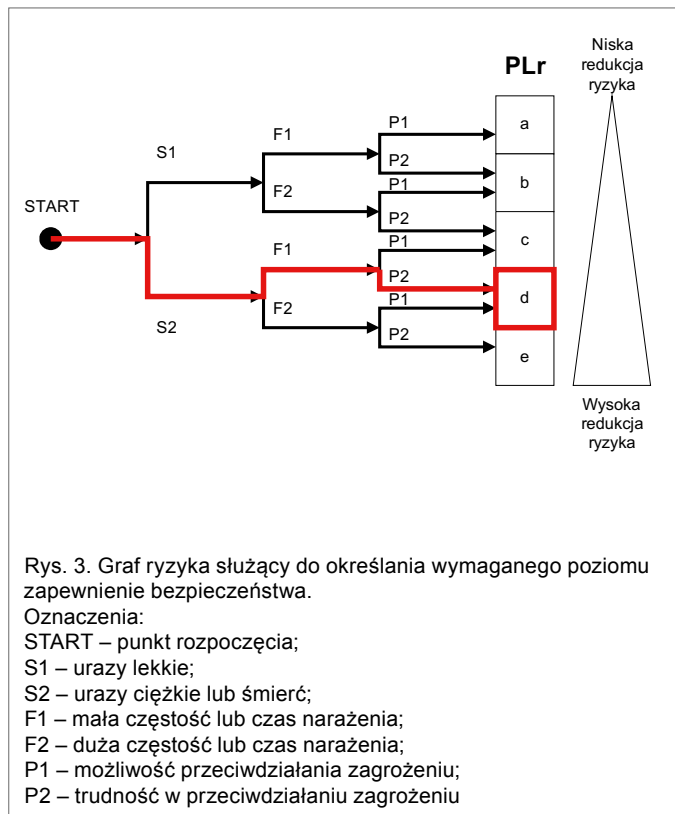 Niska
redukcja
ryzyka
PLr
a
P1
F1
S1
P2
b
P1
F2
START
P2
c
F1
P1
P2
d
F2
P1
S2
P2
e
Wysoka
redukcja
ryzyka
Rys. 3. Graf ryzyka służący do określania wymaganego poziomu
zapewnienie bezpieczeństwa.
Oznaczenia:
START – punkt rozpoczęcia;
S1 – urazy lekkie;
S2 – urazy ciężkie lub śmierć;
F1 – mała częstość lub czas narażenia;
F2 – duża częstość lub czas narażenia;
P1 – możliwość przeciwdziałania zagrożeniu;
P2 – trudność w przeciwdziałaniu zagrożeniu